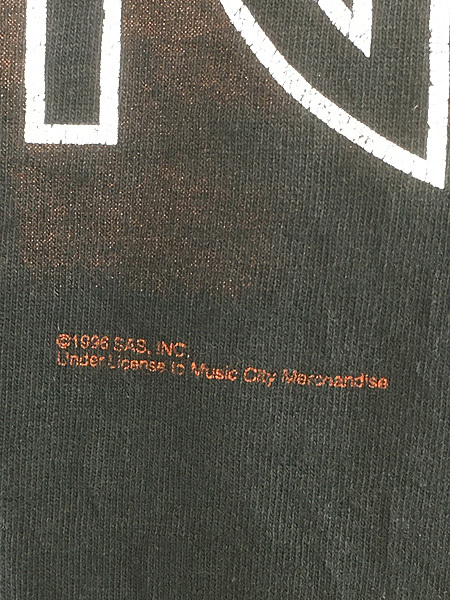 ©1996 SAS, INC.
Under License to Music City Merchandise